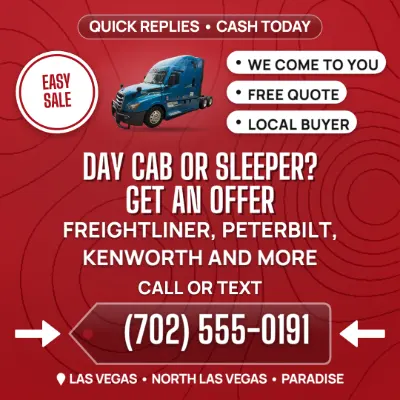 QUICK REPLIES • CASH TODAY
EASY
SALE
• WE COME TO YOU
• FREE QUOTE
• LOCAL BUYER
DAY CAB OR SLEEPER?
GET AN OFFER
FREIGHTLINER, PETERBILT,
KENWORTH AND MORE
CALL OR TEXT
(702) 555-0191
LAS VEGAS • NORTH LAS VEGAS • PARADISE